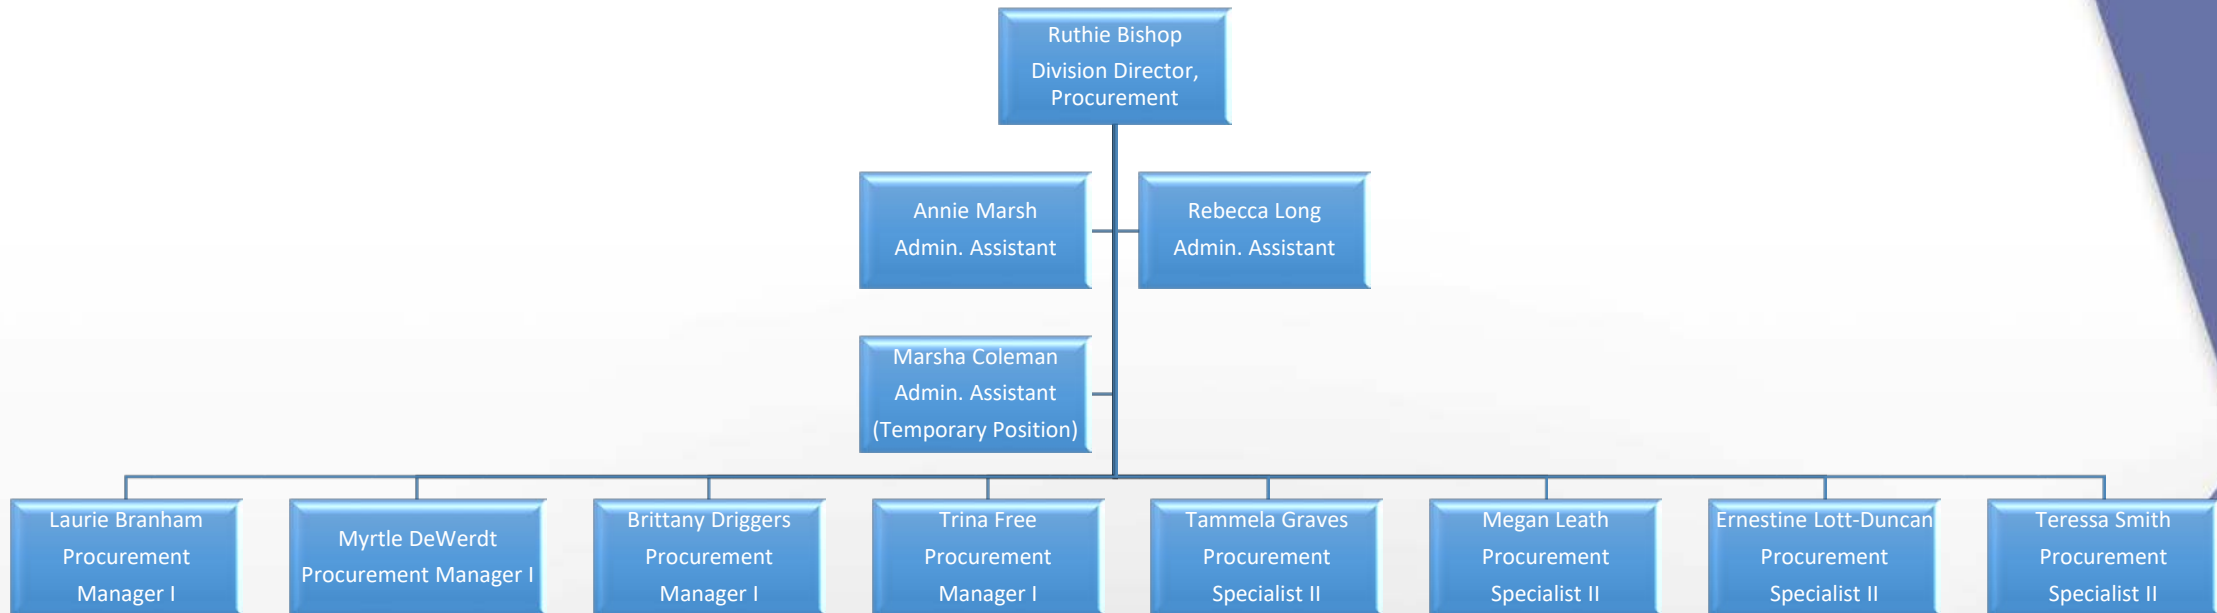 Ruthie Bishop
Division Director,
Procurement
Annie Marsh
Admin. Assistant
Rebecca Long
Admin. Assistant
Marsha Coleman
Admin. Assistant
(Temporary Position)
Laurie Branham
Procurement
Manager I
Myrtle DeWerdt
Procurement Manager I
Brittany Driggers
Procurement
Manager I
Trina Free
Procurement
Manager I
Tammela Graves
Procurement
Specialist II
Megan Leath
Procurement
Specialist II
Ernestine Lott-Duncan
Procurement
Specialist II
Teressa Smith
Procurement
Specialist II